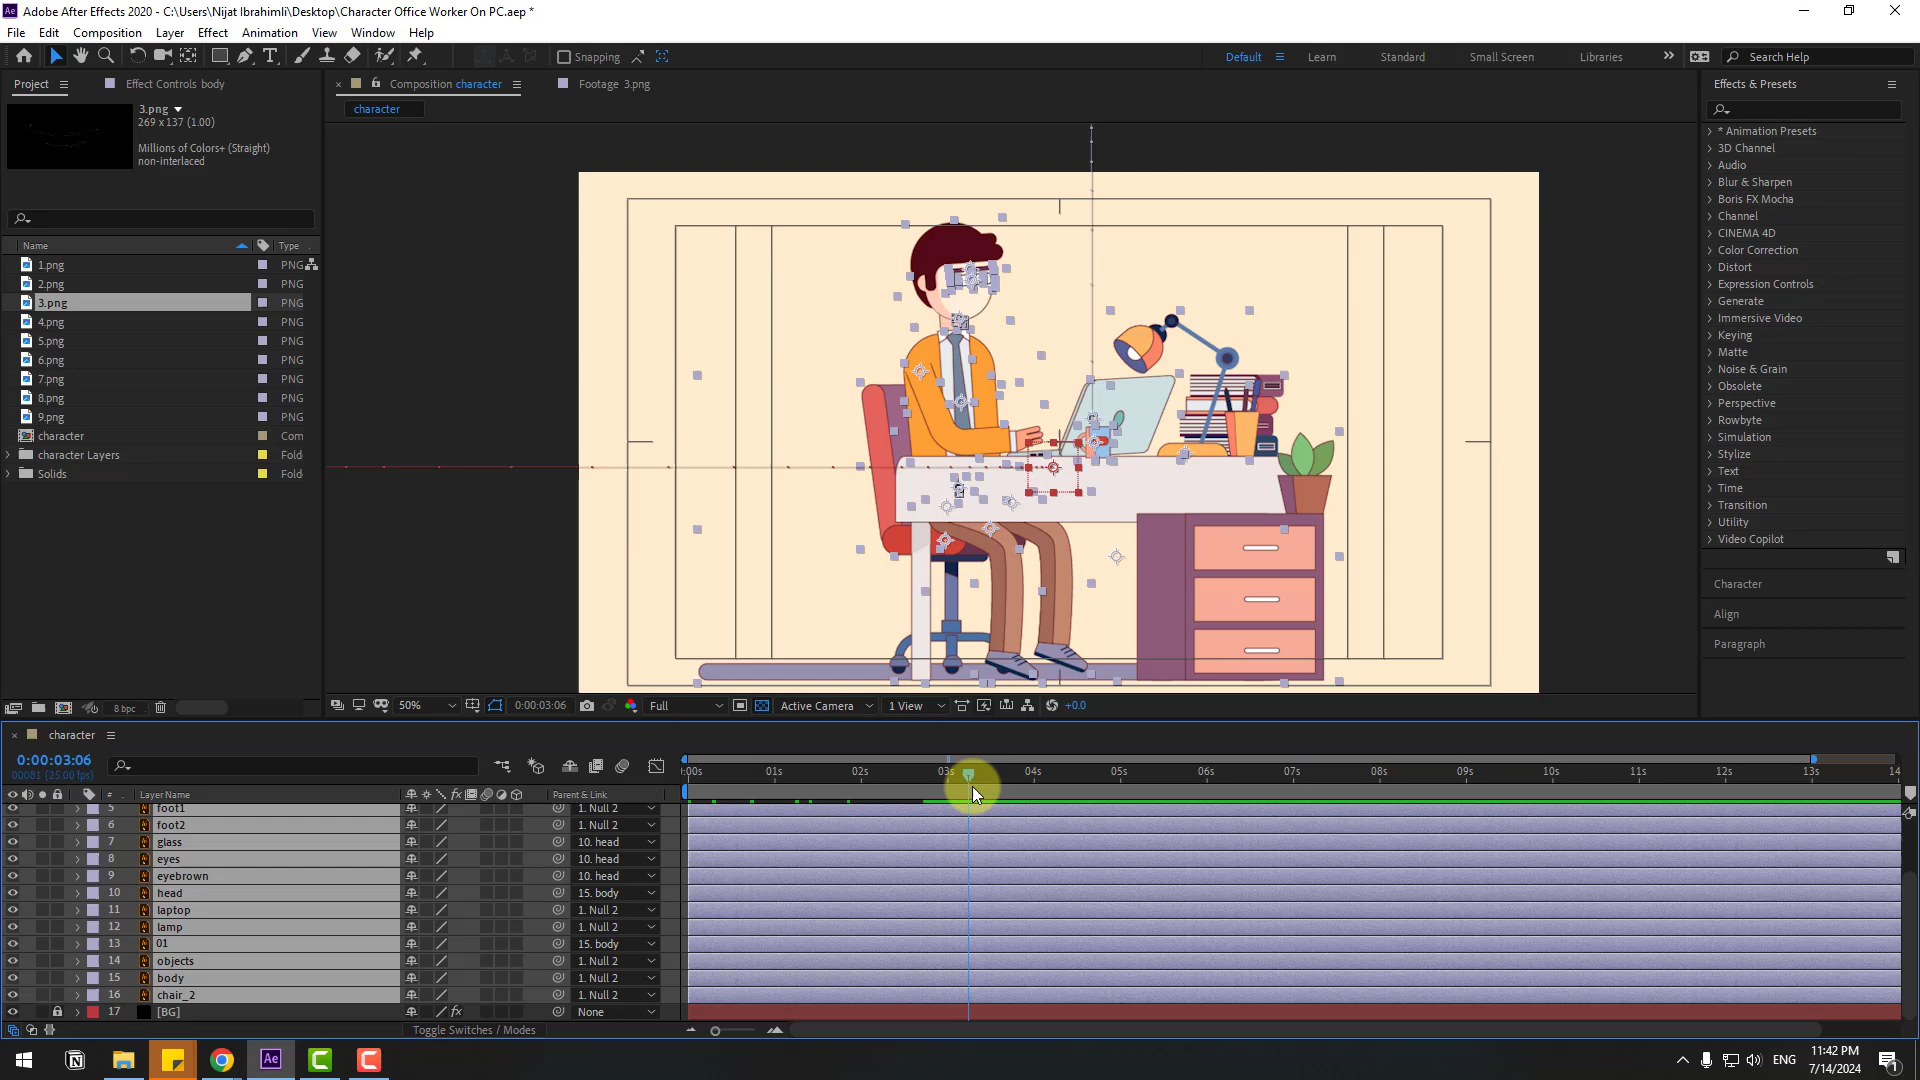 Adobe After Effects 2020 - C:\Users\Nijat Ibrahimli\Desktop\Character Office Worker On PC.aep *
File Edit Composition Layer Effect Animation View Window Help
Snapping
Default Learn Standard Small Screen Libraries Search Help
Project Effect Controls body
Composition character Footage 3.png
Effects & Presets
character
3.png
269 x 137 (1.00)
Millions of Colors+ (Straight)
non-interlaced
Name Type
1.png PNG
2.png PNG
3.png PNG
4.png PNG
5.png PNG
6.png PNG
7.png PNG
8.png PNG
9.png PNG
character Com
character Layers Fold
Solids Fold
8 bpc
* Animation Presets
3D Channel
Audio
Blur & Sharpen
Boris FX Mocha
Channel
CINEMA 4D
Color Correction
Distort
Expression Controls
Generate
Immersive Video
Keying
Matte
Noise & Grain
Obsolete
Perspective
Rowbyte
Simulation
Stylize
Text
Time
Transition
Utility
Video Copilot
Character
Align
Paragraph
50% 0:00:03:06 Full Active Camera 1 View +0.0
character
0:00:03:06
00081 (25.00 fps)
:00s 01s 02s 03s 04s 05s 06s 07s 08s 09s 10s 11s 12s 13s 14
# Layer Name Parent & Link
5 foot1 1. Null 2
6 foot2 1. Null 2
7 glass 10. head
8 eyes 10. head
9 eyebrown 10. head
10 head 15. body
11 laptop 1. Null 2
12 lamp 1. Null 2
13 01 15. body
14 objects 1. Null 2
15 body 1. Null 2
16 chair_2 1. Null 2
17 [BG] None
Toggle Switches / Modes
ENG
11:42 PM
7/14/2024
1